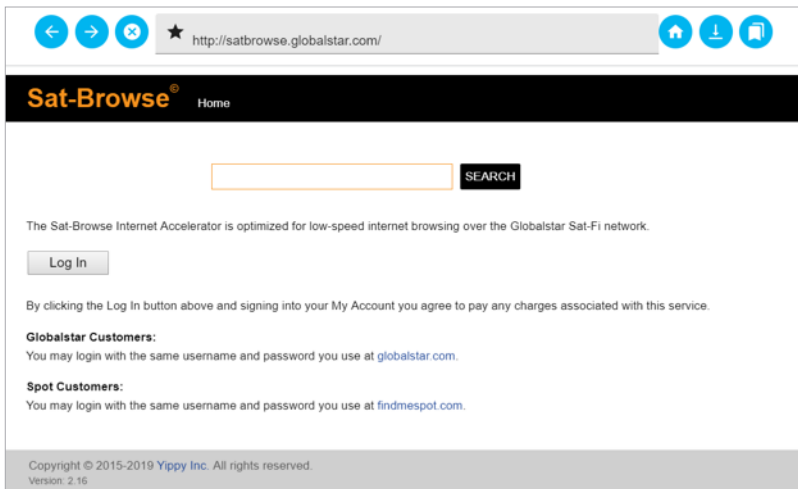 http://satbrowse.globalstar.com/
Sat-Browse© Home
SEARCH
The Sat-Browse Internet Accelerator is optimized for low-speed internet browsing over the Globalstar Sat-Fi network.
Log In
By clicking the Log In button above and signing into your My Account you agree to pay any charges associated with this service.
Globalstar Customers:
You may login with the same username and password you use at globalstar.com.
Spot Customers:
You may login with the same username and password you use at findmespot.com.
Copyright © 2015-2019 Yippy Inc. All rights reserved.
Version: 2.16